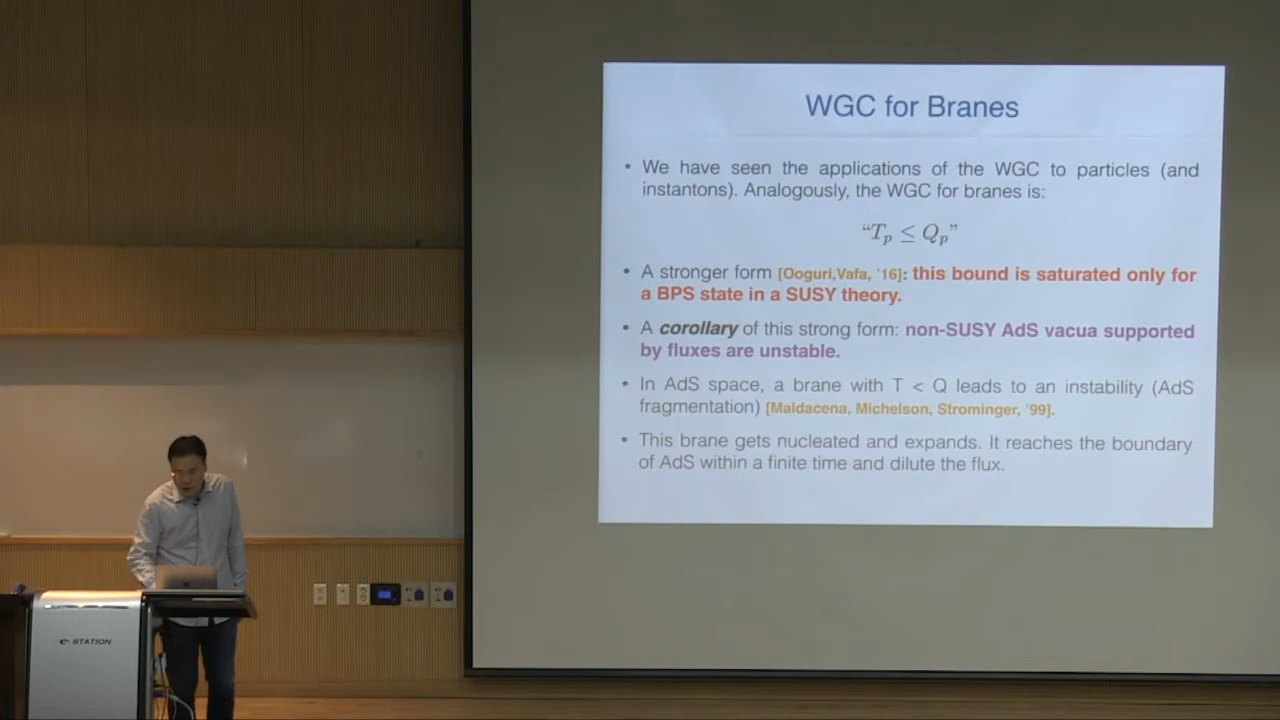 WGC for Branes
• We have seen the applications of the WGC to particles (and
instantons). Analogously, the WGC for branes is:
“Tₚ ≤ Qₚ”
• A stronger form [Ooguri,Vafa, ’16]: this bound is saturated only for
a BPS state in a SUSY theory.
• A corollary of this strong form: non-SUSY AdS vacua supported
by fluxes are unstable.
• In AdS space, a brane with T < Q leads to an instability (AdS
fragmentation) [Maldacena, Michelson, Strominger, ’99].
• This brane gets nucleated and expands. It reaches the boundary
of AdS within a finite time and dilute the flux.
e-STATION